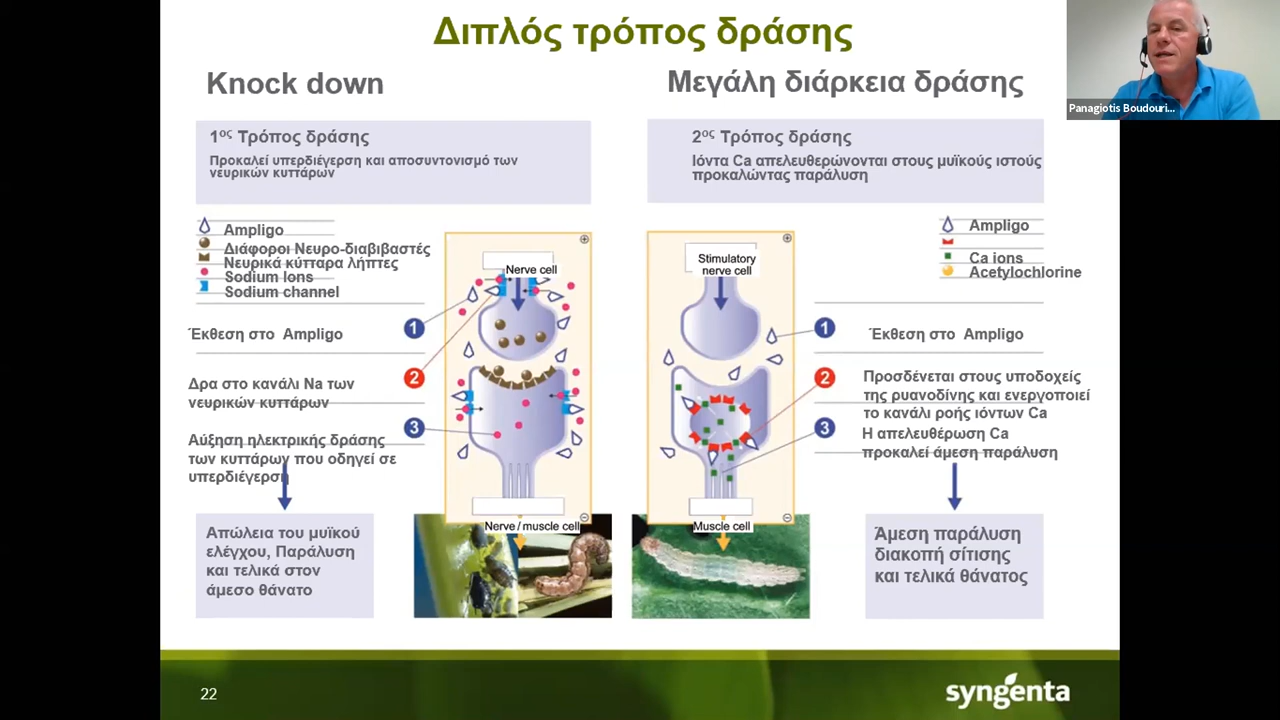 Διπλός τρόπος δράσης
Knock down
Μεγάλη διάρκεια δράσης
Panagiotis Boudouri...
1ος Τρόπος δράσης
Προκαλεί υπερδιέγερση και αποσυντονισμό των
νευρικών κυττάρων
2ος Τρόπος δράσης
Ιόντα Ca απελευθερώνονται στους μυϊκούς ιστούς
προκαλώντας παράλυση
Ampligo
Διάφοροι Νευρο-διαβιβαστές
Νευρικά κύτταρα λήπτες
Sodium Ions
Sodium channel
Nerve cell
Stimulatory
nerve cell
Ampligo
Ca ions
Acetylochlorine
Έκθεση στο Ampligo
1
1
Έκθεση στο Ampligo
Δρα στο κανάλι Na των
νευρικών κυττάρων
2
2
Προσδένεται στους υποδοχείς
της ρυανοδίνης και ενεργοποιεί
το κανάλι ροής ιόντων Ca
Αύξηση ηλεκτρικής δράσης
των κυττάρων που οδηγεί σε
υπερδιέγερση
3
3
Η απελευθέρωση Ca
προκαλεί άμεση παράλυση
Nerve / muscle cell
Muscle cell
Απώλεια του μυϊκού
ελέγχου, Παράλυση
και τελικά στον
άμεσο θάνατο
Άμεση παράλυση
διακοπή σίτισης
και τελικά θάνατος
22
syngenta